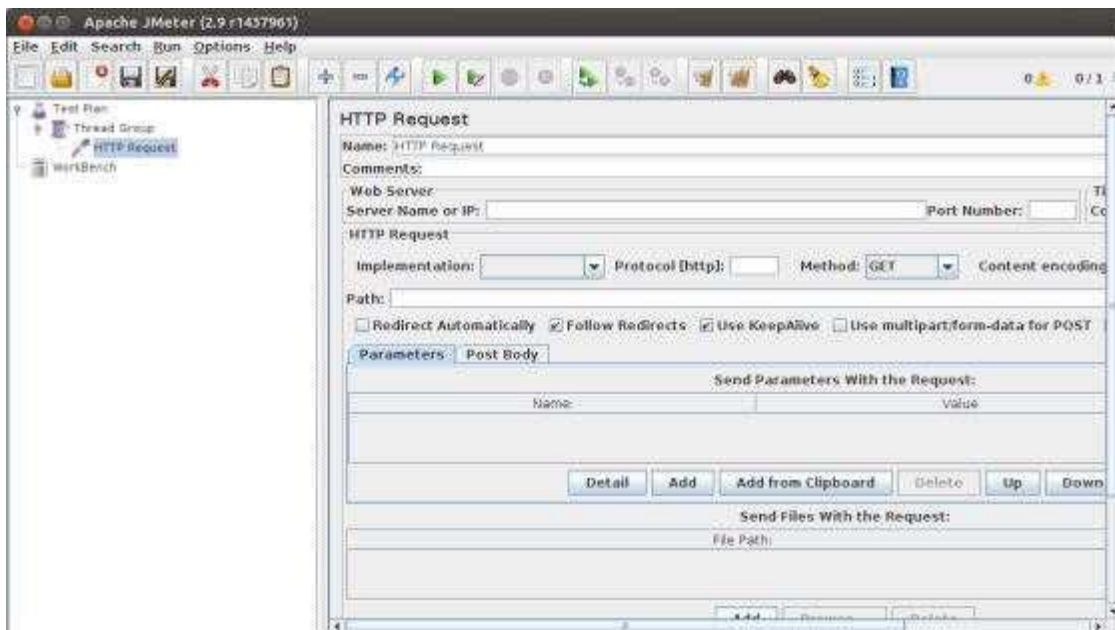 Apache JMeter (2.9 r1437961)
File Edit Search Run Options Help
0 0/1
Test Plan
Thread Group
HTTP Request
WorkBench
HTTP Request
Name: HTTP Request
Comments:
Web Server
Server Name or IP: Port Number:
HTTP Request
Implementation: Protocol [http]: Method: GET Content encoding
Path:
Redirect Automatically Follow Redirects Use KeepAlive Use multipart/form-data for POST
Parameters Post Body
Send Parameters With the Request:
Name: Value
Detail Add Add from Clipboard Delete Up Down
Send Files With the Request:
File Path:
Add Browse... Delete